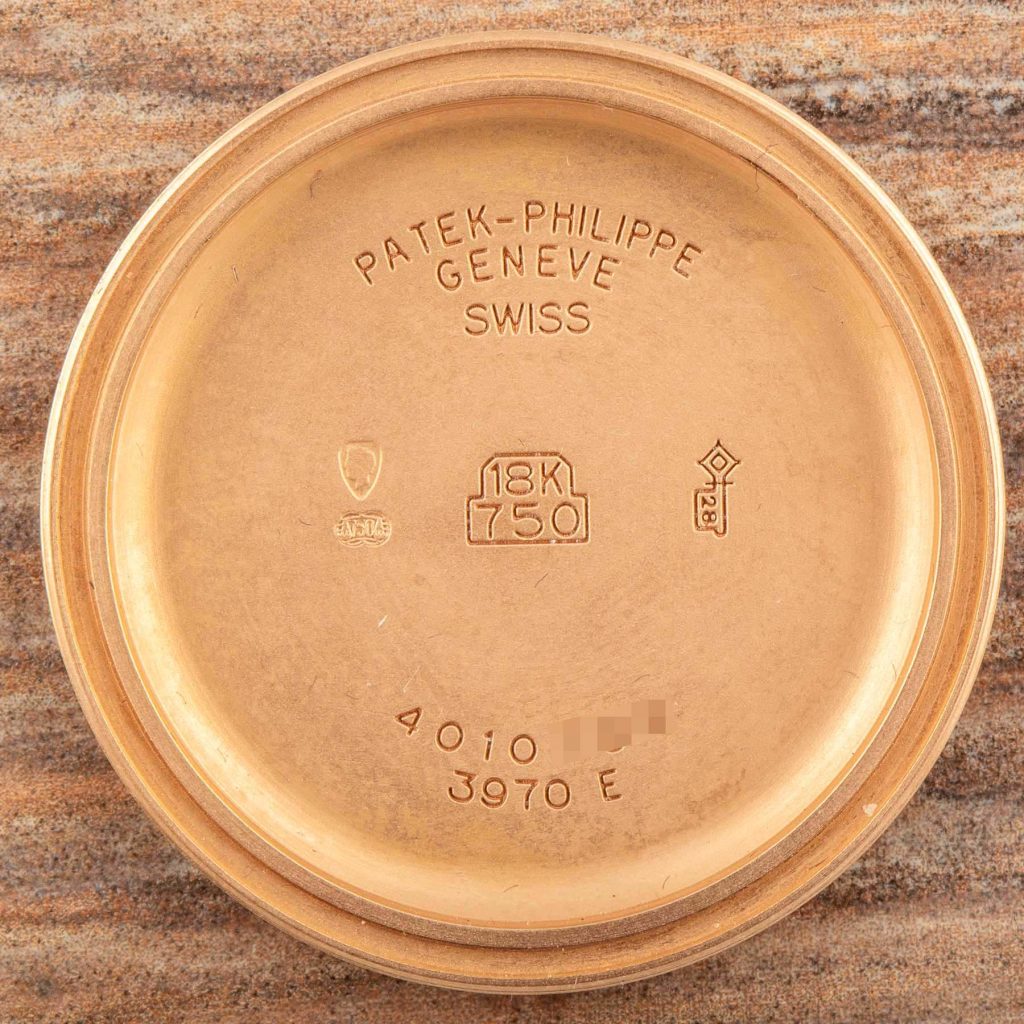 PATEK-PHILIPPE
GENEVE
SWISS
18K
750
28
4010
3970 E